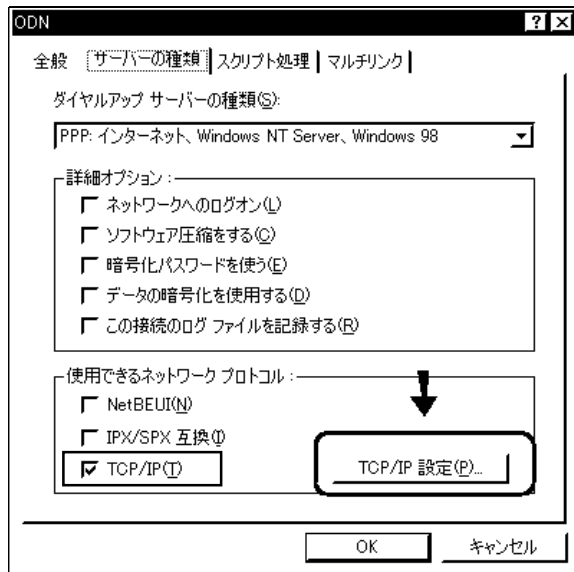 ODN
全般 サーバーの種類 スクリプト処理 マルチリンク
ダイヤルアップ サーバーの種類(S):
PPP: インターネット、Windows NT Server、Windows 98
詳細オプション:
ネットワークへのログオン(L)
ソフトウェア圧縮をする(C)
暗号化パスワードを使う(E)
データの暗号化を使用する(D)
この接続のログ ファイルを記録する(R)
使用できるネットワーク プロトコル:
NetBEUI(N)
IPX/SPX 互換(I)
TCP/IP(T)
TCP/IP 設定(P)...
OK キャンセル